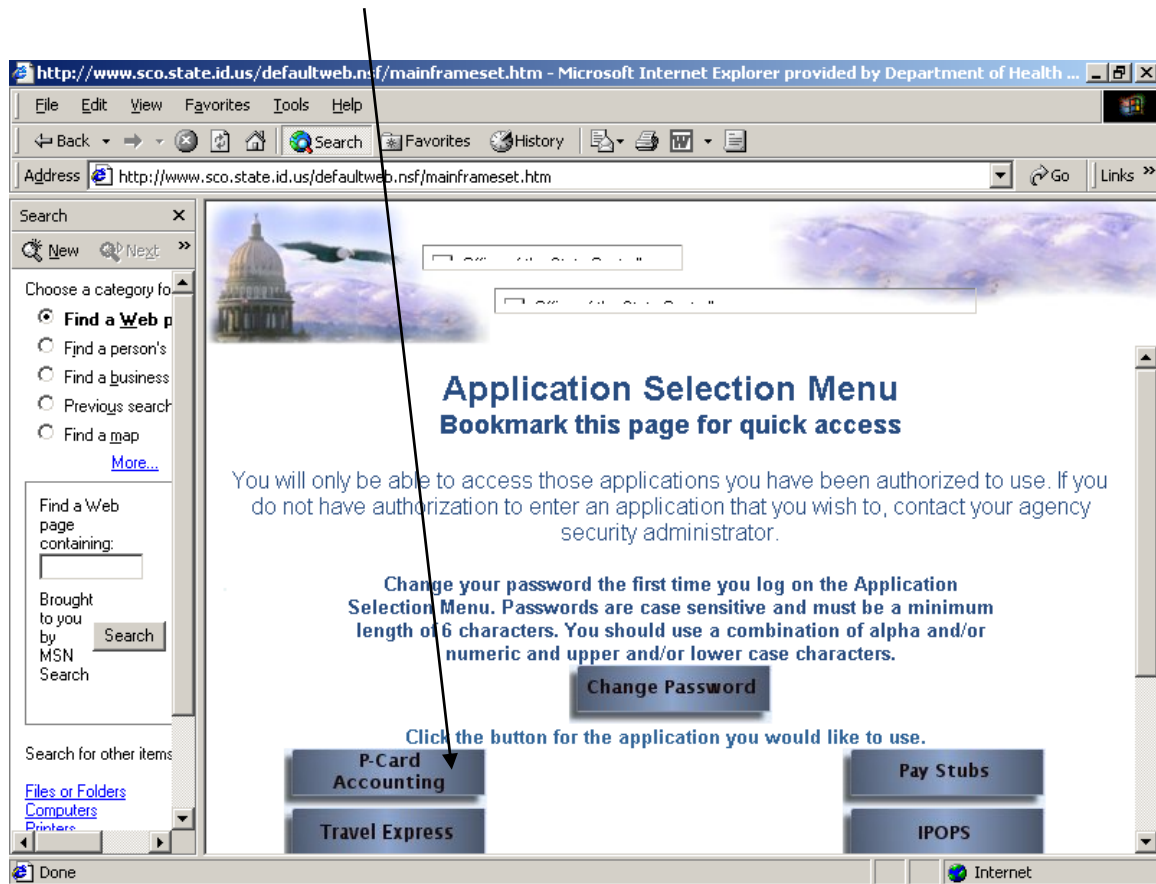 http://www.sco.state.id.us/defaultweb.nsf/mainframeset.htm - Microsoft Internet Explorer provided by Department of Health ...
File Edit View Favorites Tools Help
Back Search Favorites History
Address http://www.sco.state.id.us/defaultweb.nsf/mainframeset.htm Go Links »
Search
New Next »
Choose a category fo
Find a Web p
Find a person's
Find a business
Previous search
Find a map
More...
Find a Web
page
containing:
Brought
to you
by
MSN
Search
Search
Search for other items
Files or Folders
Computers
Printers
Application Selection Menu
Bookmark this page for quick access
You will only be able to access those applications you have been authorized to use. If you
do not have authorization to enter an application that you wish to, contact your agency
security administrator.
Change your password the first time you log on the Application
Selection Menu. Passwords are case sensitive and must be a minimum
length of 6 characters. You should use a combination of alpha and/or
numeric and upper and/or lower case characters.
Change Password
Click the button for the application you would like to use.
P-Card
Accounting
Pay Stubs
Travel Express
IPOPS
Done Internet